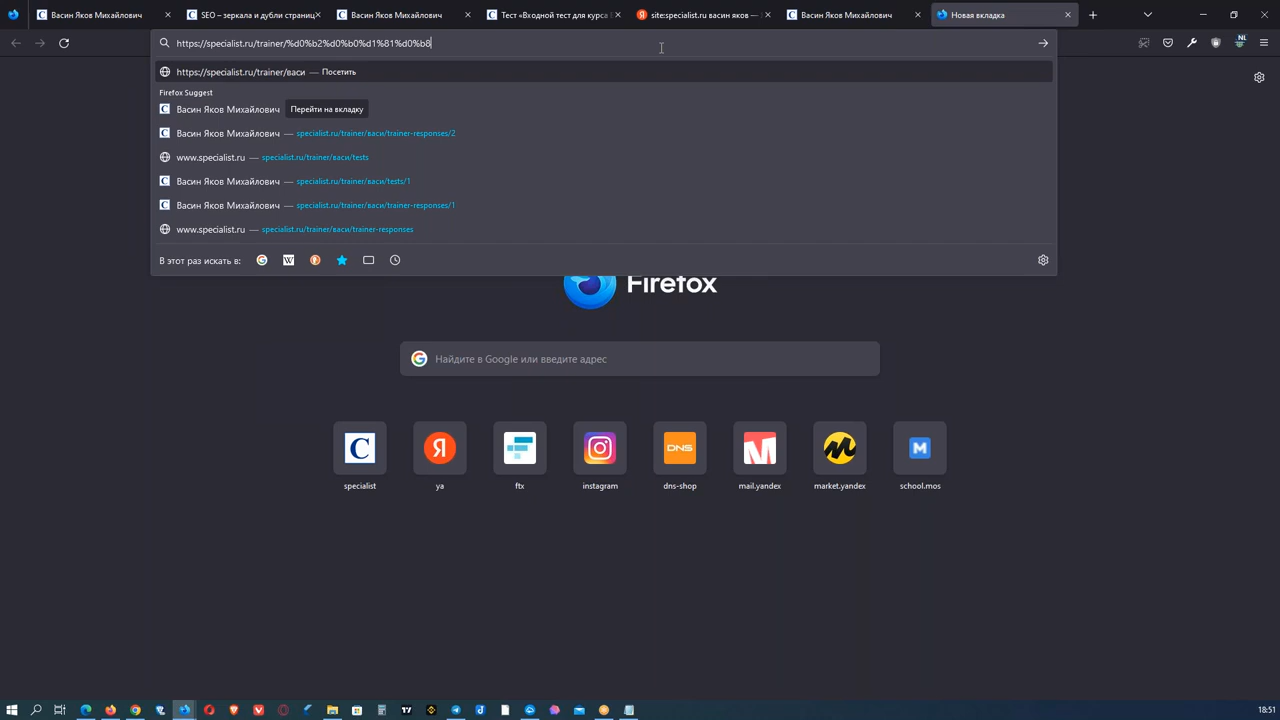 Васин Яков Михайлович
SEO – зеркала и дубли страниц
Васин Яков Михайлович
Тест «Входной тест для курса
site:specialist.ru васин яков —
Васин Яков Михайлович
Новая вкладка
https://specialist.ru/trainer/%d0%b2%d0%b0%d1%81%d0%b8
NL
https://specialist.ru/trainer/васи — Посетить
Firefox Suggest
Васин Яков Михайлович Перейти на вкладку
Васин Яков Михайлович — specialist.ru/trainer/васи/trainer-responses/2
www.specialist.ru — specialist.ru/trainer/васи/tests
Васин Яков Михайлович — specialist.ru/trainer/васи/tests/1
Васин Яков Михайлович — specialist.ru/trainer/васи/trainer-responses/1
www.specialist.ru — specialist.ru/trainer/васи/trainer-responses
В этот раз искать в:
Firefox
Найдите в Google или введите адрес
DNS
specialist
ya
ftx
instagram
dns-shop
mail.yandex
market.yandex
school.mos
18:51